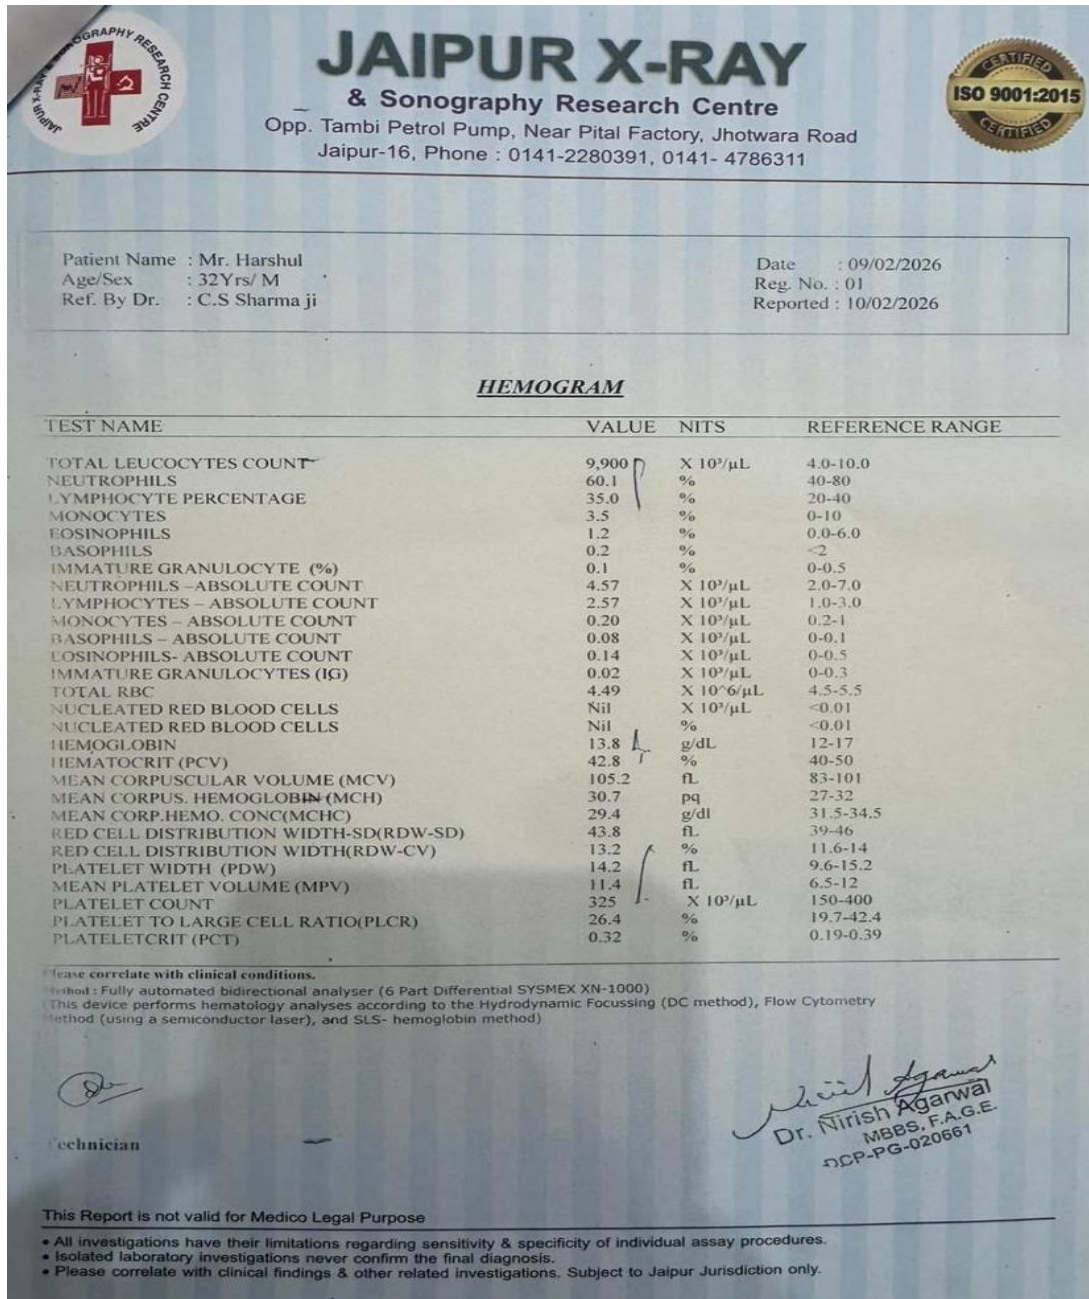 JAIPUR X-RAY
& Sonography Research Centre
Opp. Tambi Petrol Pump, Near Pital Factory, Jhotwara Road
Jaipur-16, Phone : 0141-2280391, 0141- 4786311
GRAPHY RESEARCH CENTRE
JAIPUR X-RAY &
CERTIFIED
ISO 9001:2015
CERTIFIED
Patient Name : Mr. Harshul
Age/Sex : 32Yrs/ M
Ref. By Dr. : C.S Sharma ji
Date : 09/02/2026
Reg. No. : 01
Reported : 10/02/2026
HEMOGRAM
TEST NAME VALUE NITS REFERENCE RANGE
TOTAL LEUCOCYTES COUNT 9,900 X 10³/µL 4.0-10.0
NEUTROPHILS 60.1 % 40-80
LYMPHOCYTE PERCENTAGE 35.0 % 20-40
MONOCYTES 3.5 % 0-10
EOSINOPHILS 1.2 % 0.0-6.0
BASOPHILS 0.2 % <2
IMMATURE GRANULOCYTE (%) 0.1 % 0-0.5
NEUTROPHILS –ABSOLUTE COUNT 4.57 X 10³/µL 2.0-7.0
LYMPHOCYTES – ABSOLUTE COUNT 2.57 X 10³/µL 1.0-3.0
MONOCYTES – ABSOLUTE COUNT 0.20 X 10³/µL 0.2-1
BASOPHILS – ABSOLUTE COUNT 0.08 X 10³/µL 0-0.1
EOSINOPHILS- ABSOLUTE COUNT 0.14 X 10³/µL 0-0.5
IMMATURE GRANULOCYTES (IG) 0.02 X 10³/µL 0-0.3
TOTAL RBC 4.49 X 10^6/µL 4.5-5.5
NUCLEATED RED BLOOD CELLS Nil X 10³/µL <0.01
NUCLEATED RED BLOOD CELLS Nil % <0.01
HEMOGLOBIN 13.8 g/dL 12-17
HEMATOCRIT (PCV) 42.8 % 40-50
MEAN CORPUSCULAR VOLUME (MCV) 105.2 fL 83-101
MEAN CORPUS. HEMOGLOBIN (MCH) 30.7 pq 27-32
MEAN CORP.HEMO. CONC(MCHC) 29.4 g/dl 31.5-34.5
RED CELL DISTRIBUTION WIDTH-SD(RDW-SD) 43.8 fL 39-46
RED CELL DISTRIBUTION WIDTH(RDW-CV) 13.2 % 11.6-14
PLATELET WIDTH (PDW) 14.2 fL 9.6-15.2
MEAN PLATELET VOLUME (MPV) 11.4 fL 6.5-12
PLATELET COUNT 325 X 10³/µL 150-400
PLATELET TO LARGE CELL RATIO(PLCR) 26.4 % 19.7-42.4
PLATELETCRIT (PCT) 0.32 % 0.19-0.39
Please correlate with clinical conditions.
Method : Fully automated bidirectional analyser (6 Part Differential SYSMEX XN-1000)
This device performs hematology analyses according to the Hydrodynamic Focussing (DC method), Flow Cytometry
Method (using a semiconductor laser), and SLS- hemoglobin method)
Technician
Dr. Nirish Agarwal
MBBS, F.A.G.E.
DCP-PG-020661
This Report is not valid for Medico Legal Purpose
• All investigations have their limitations regarding sensitivity & specificity of individual assay procedures.
• Isolated laboratory investigations never confirm the final diagnosis.
• Please correlate with clinical findings & other related investigations. Subject to Jaipur Jurisdiction only.